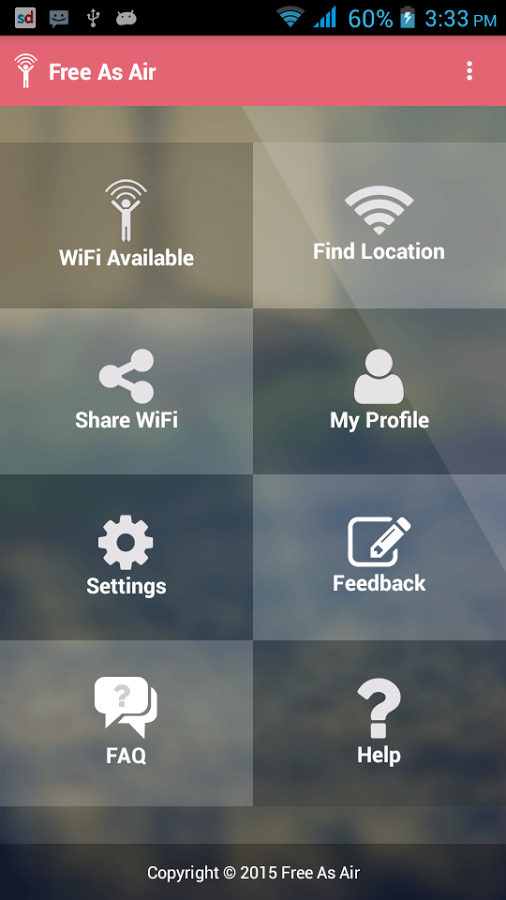 sd 60% 3:33 PM
Free As Air
WiFi Available
Find Location
Share WiFi
My Profile
Settings
Feedback
?
FAQ
?
Help
Copyright © 2015 Free As Air